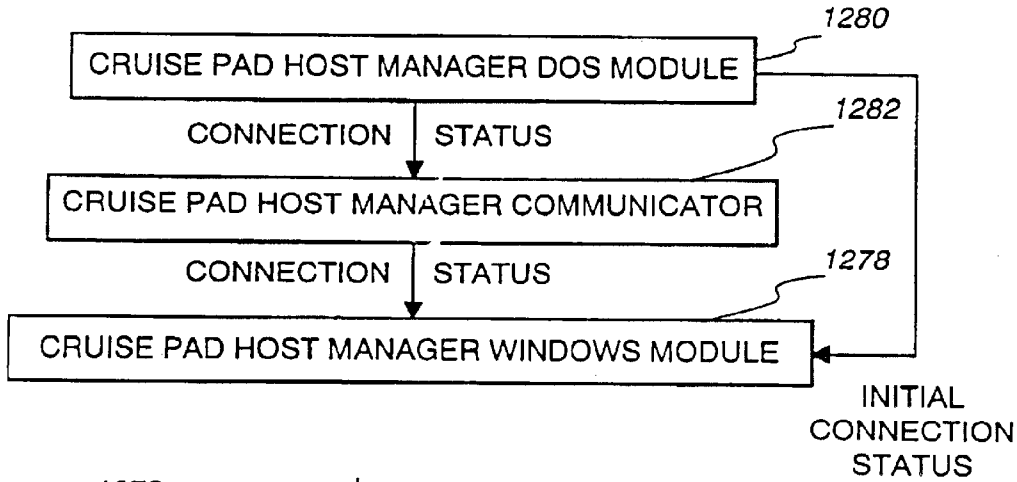 1280
CRUISE PAD HOST MANAGER DOS MODULE
CONNECTION STATUS
1282
CRUISE PAD HOST MANAGER COMMUNICATOR
CONNECTION STATUS
1278
CRUISE PAD HOST MANAGER WINDOWS MODULE
INITIAL
CONNECTION
STATUS